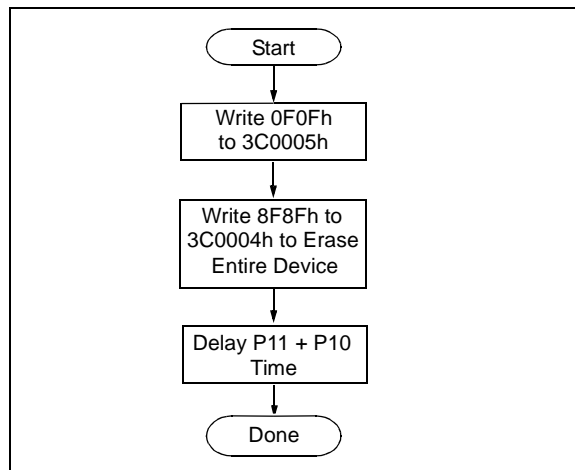 Start
Write 0F0Fh
to 3C0005h
Write 8F8Fh to
3C0004h to Erase
Entire Device
Delay P11 + P10
Time
Done